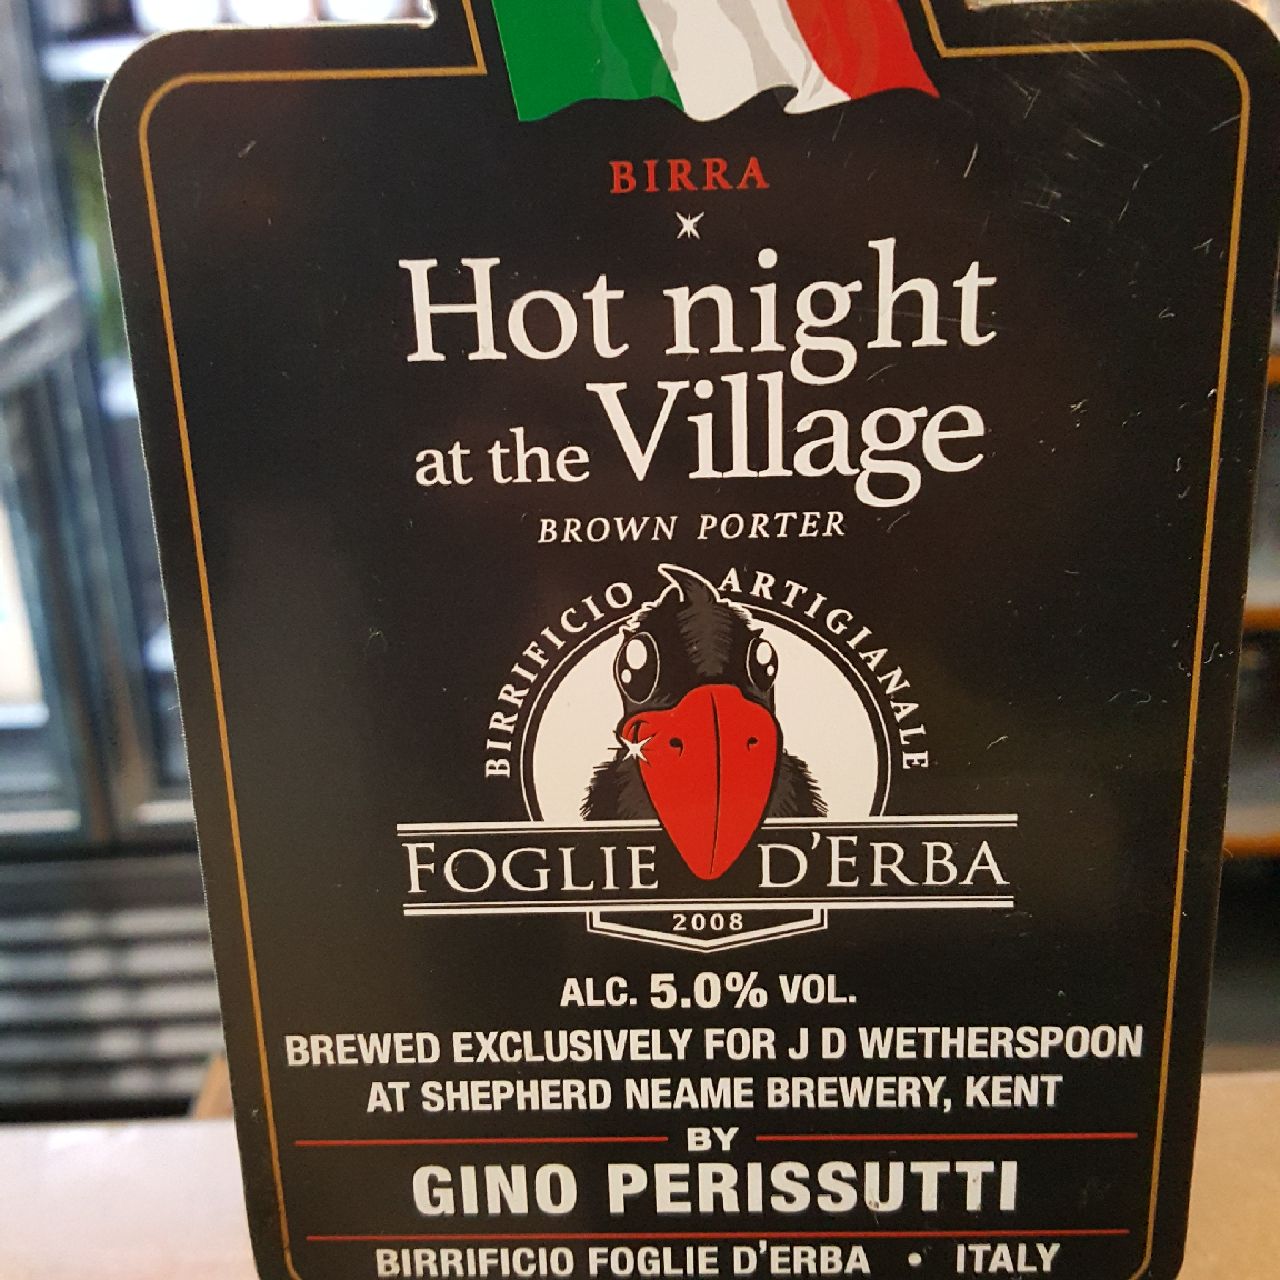 BIRRA
Hot night
at the Village
BROWN PORTER
BIRRIFICIO ARTIGIANALE
FOGLIE D'ERBA
2008
ALC. 5.0% VOL.
BREWED EXCLUSIVELY FOR J D WETHERSPOON
AT SHEPHERD NEAME BREWERY, KENT
BY
GINO PERISSUTTI
BIRRIFICIO FOGLIE D'ERBA • ITALY